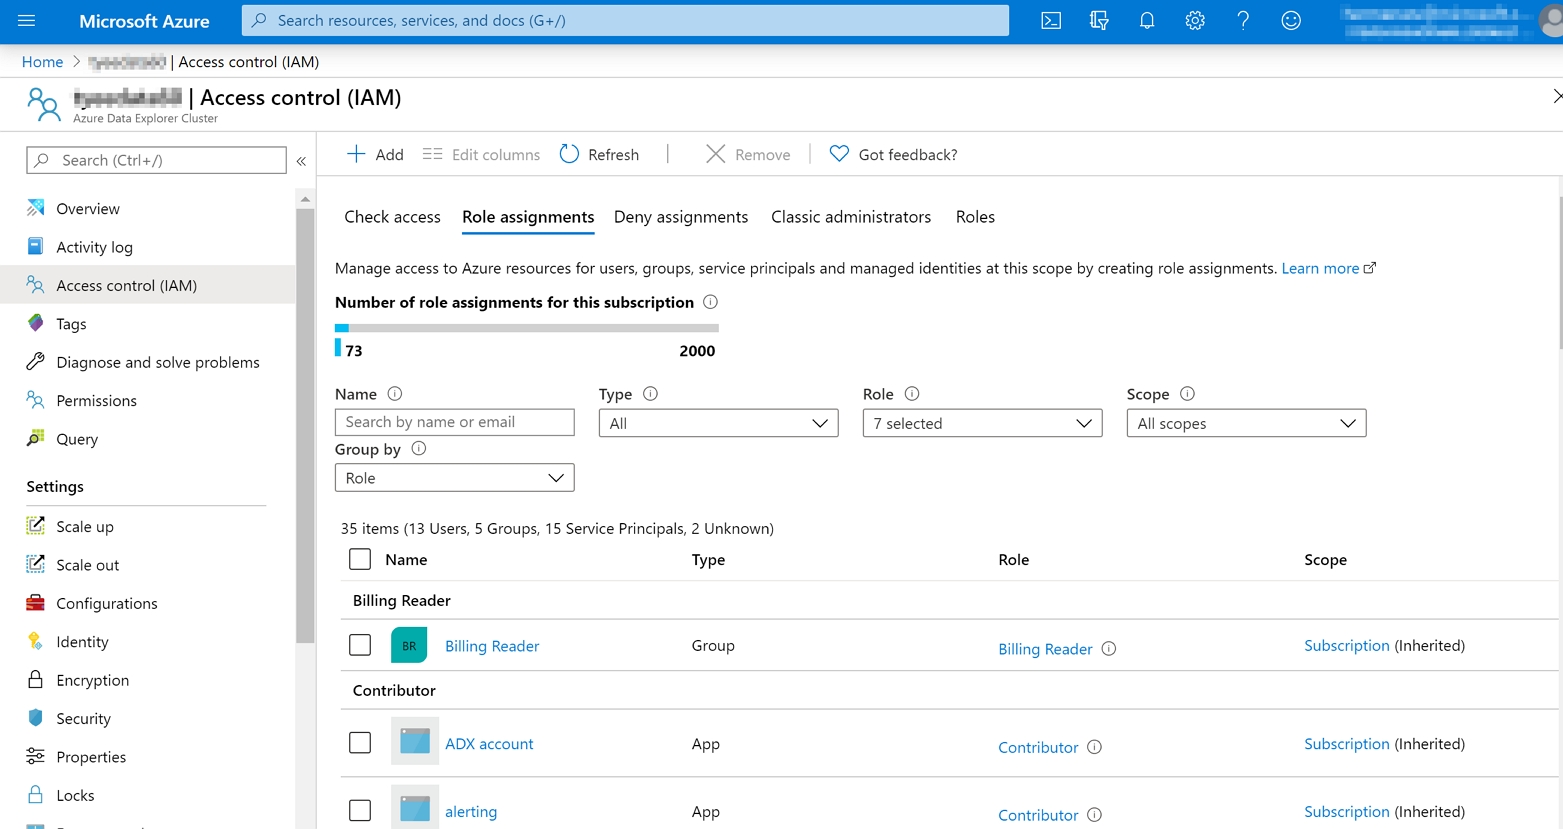 Microsoft Azure
Search resources, services, and docs (G+/)
Home > | Access control (IAM)
| Access control (IAM)
Azure Data Explorer Cluster
Search (Ctrl+/)
Overview
Activity log
Access control (IAM)
Tags
Diagnose and solve problems
Permissions
Query
Settings
Scale up
Scale out
Configurations
Identity
Encryption
Security
Properties
Locks
Add Edit columns Refresh | Remove | Got feedback?
Check access Role assignments Deny assignments Classic administrators Roles
Manage access to Azure resources for users, groups, service principals and managed identities at this scope by creating role assignments. Learn more
Number of role assignments for this subscription
73 2000
Name Type Role Scope
Search by name or email All 7 selected All scopes
Group by
Role
35 items (13 Users, 5 Groups, 15 Service Principals, 2 Unknown)
Name Type Role Scope
Billing Reader
BR Billing Reader Group Billing Reader Subscription (Inherited)
Contributor
ADX account App Contributor Subscription (Inherited)
alerting App Contributor Subscription (Inherited)